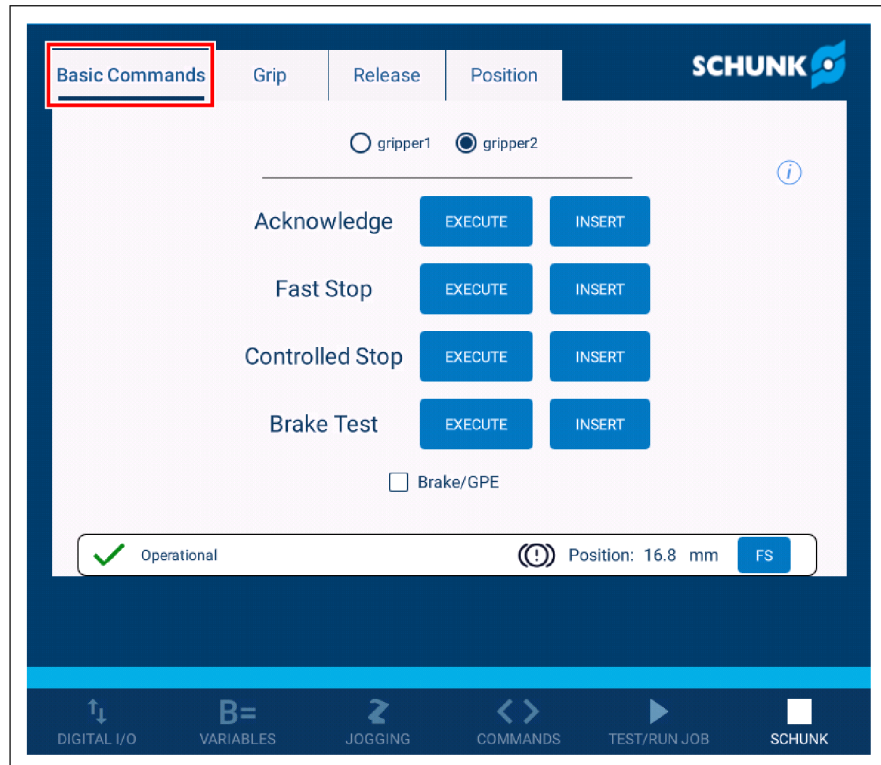 Basic Commands Grip Release Position SCHUNK
gripper1 gripper2
i
Acknowledge EXECUTE INSERT
Fast Stop EXECUTE INSERT
Controlled Stop EXECUTE INSERT
Brake Test EXECUTE INSERT
Brake/GPE
Operational (!) Position: 16.8 mm FS
B=
DIGITAL I/O VARIABLES JOGGING COMMANDS TEST/RUN JOB SCHUNK